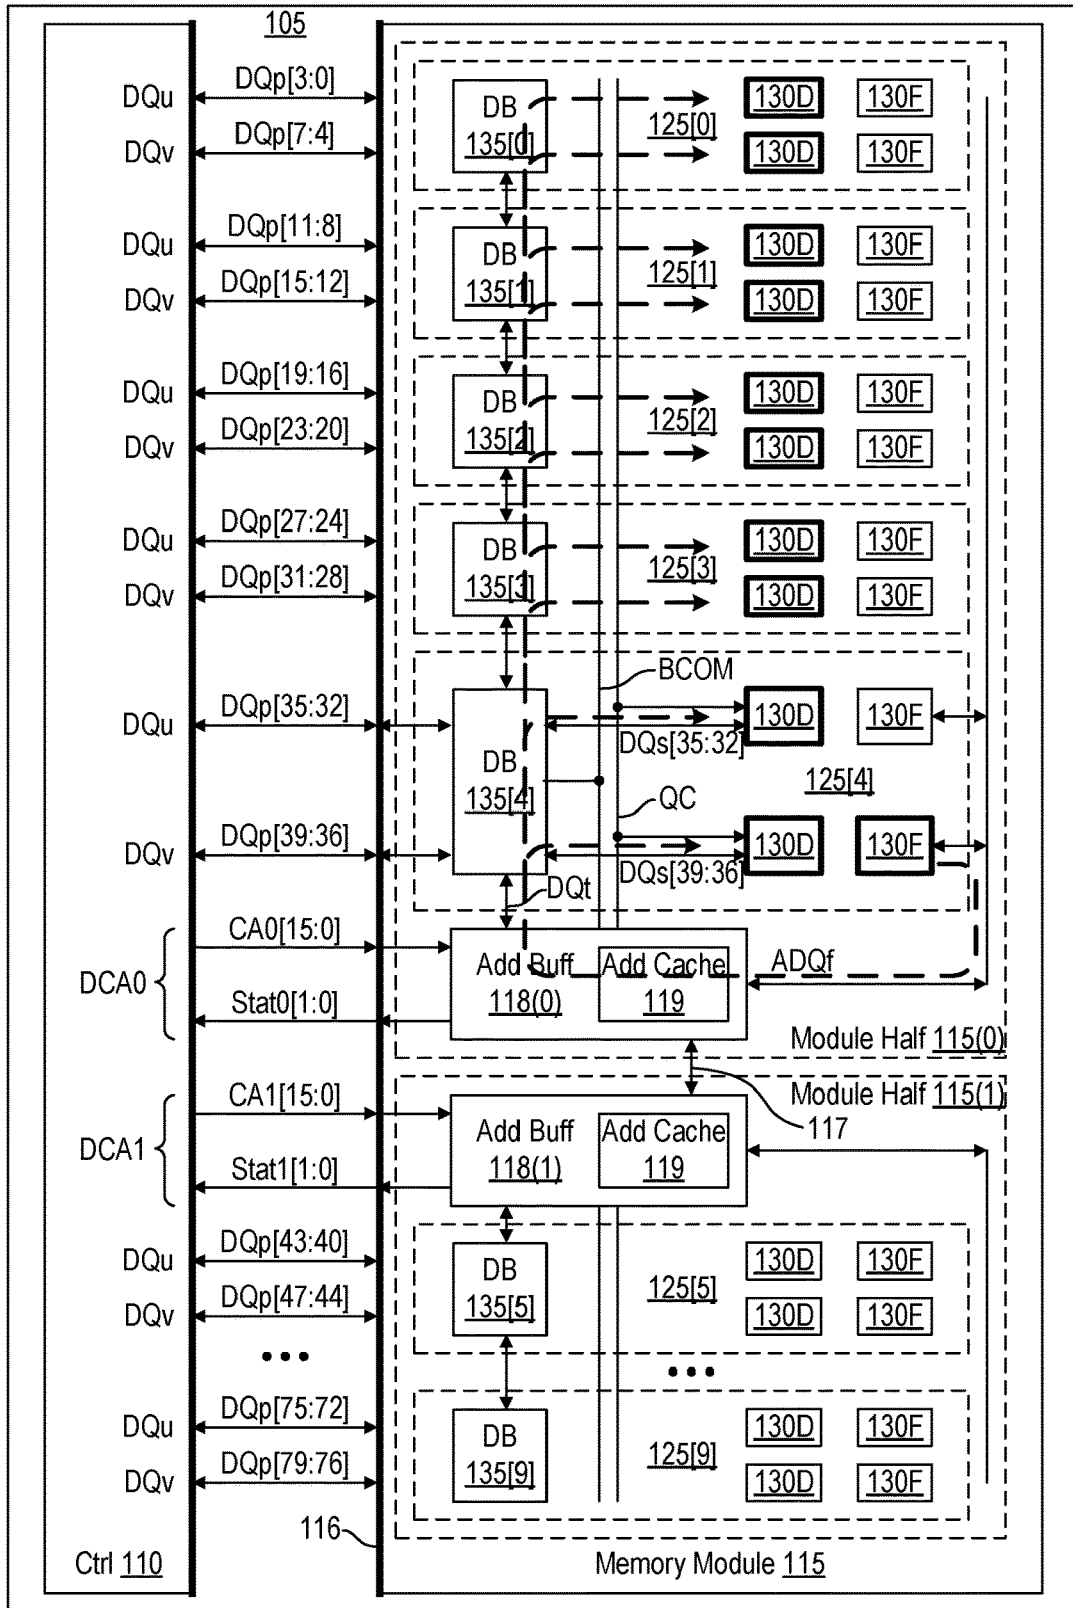 105
DQu DQp[3:0] DB 125[0] 130D 130F
DQv DQp[7:4] 135[0] 130D 130F
DQu DQp[11:8] DB 125[1] 130D 130F
DQv DQp[15:12] 135[1] 130D 130F
DQu DQp[19:16] DB 125[2] 130D 130F
DQv DQp[23:20] 135[2] 130D 130F
DQu DQp[27:24] DB 125[3] 130D 130F
DQv DQp[31:28] 135[3] 130D 130F
BCOM
DQu DQp[35:32] 130D 130F
DQs[35:32]
DB 125[4]
135[4] QC
DQv DQp[39:36] 130D 130F
DQs[39:36]
DQt
CA0[15:0]
DCA0 Add Buff Add Cache ADQf
118(0) 119
Stat0[1:0]
Module Half 115(0)
Module Half 115(1)
CA1[15:0]
117
DCA1 Add Buff Add Cache
118(1) 119
Stat1[1:0]
DQu DQp[43:40] DB 125[5] 130D 130F
DQv DQp[47:44] 135[5] 130D 130F
••• •••
DQu DQp[75:72] DB 125[9] 130D 130F
DQv DQp[79:76] 135[9] 130D 130F
116
Ctrl 110 Memory Module 115